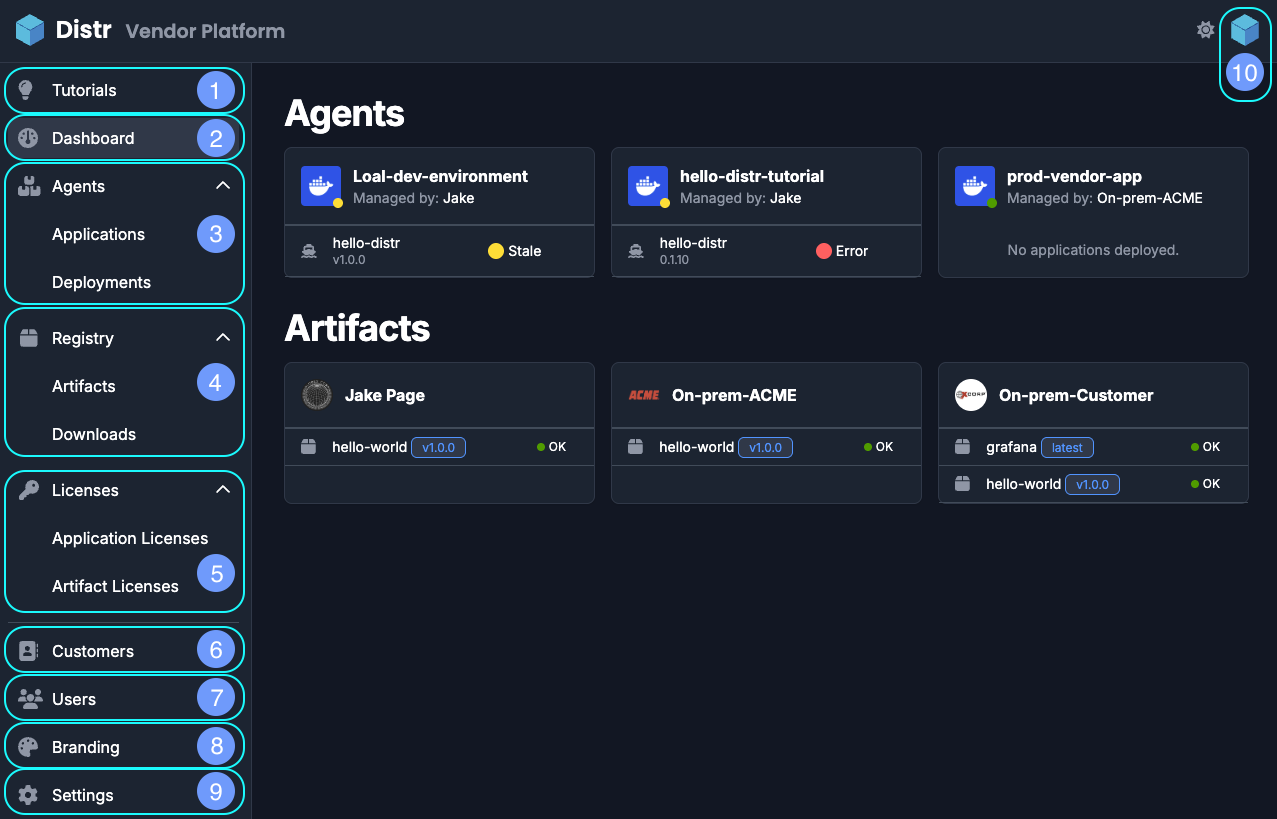 Distr Vendor Platform
10
Tutorials 1
Dashboard 2
Agents
Applications 3
Deployments
Registry
Artifacts 4
Downloads
Licenses
Application Licenses
Artifact Licenses 5
Customers 6
Users 7
Branding 8
Settings 9
Agents
Loal-dev-environment
Managed by: Jake
hello-distr
v1.0.0
Stale
hello-distr-tutorial
Managed by: Jake
hello-distr
0.1.10
Error
prod-vendor-app
Managed by: On-prem-ACME
No applications deployed.
Artifacts
Jake Page
hello-world v1.0.0 OK
ACME On-prem-ACME
hello-world v1.0.0 OK
XCORP On-prem-Customer
grafana latest OK
hello-world v1.0.0 OK